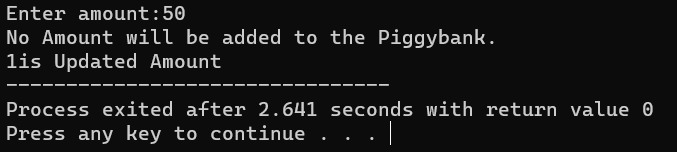 Enter amount:50
No Amount will be added to the Piggybank.
1is Updated Amount
--------------------------------
Process exited after 2.641 seconds with return value 0
Press any key to continue . . .